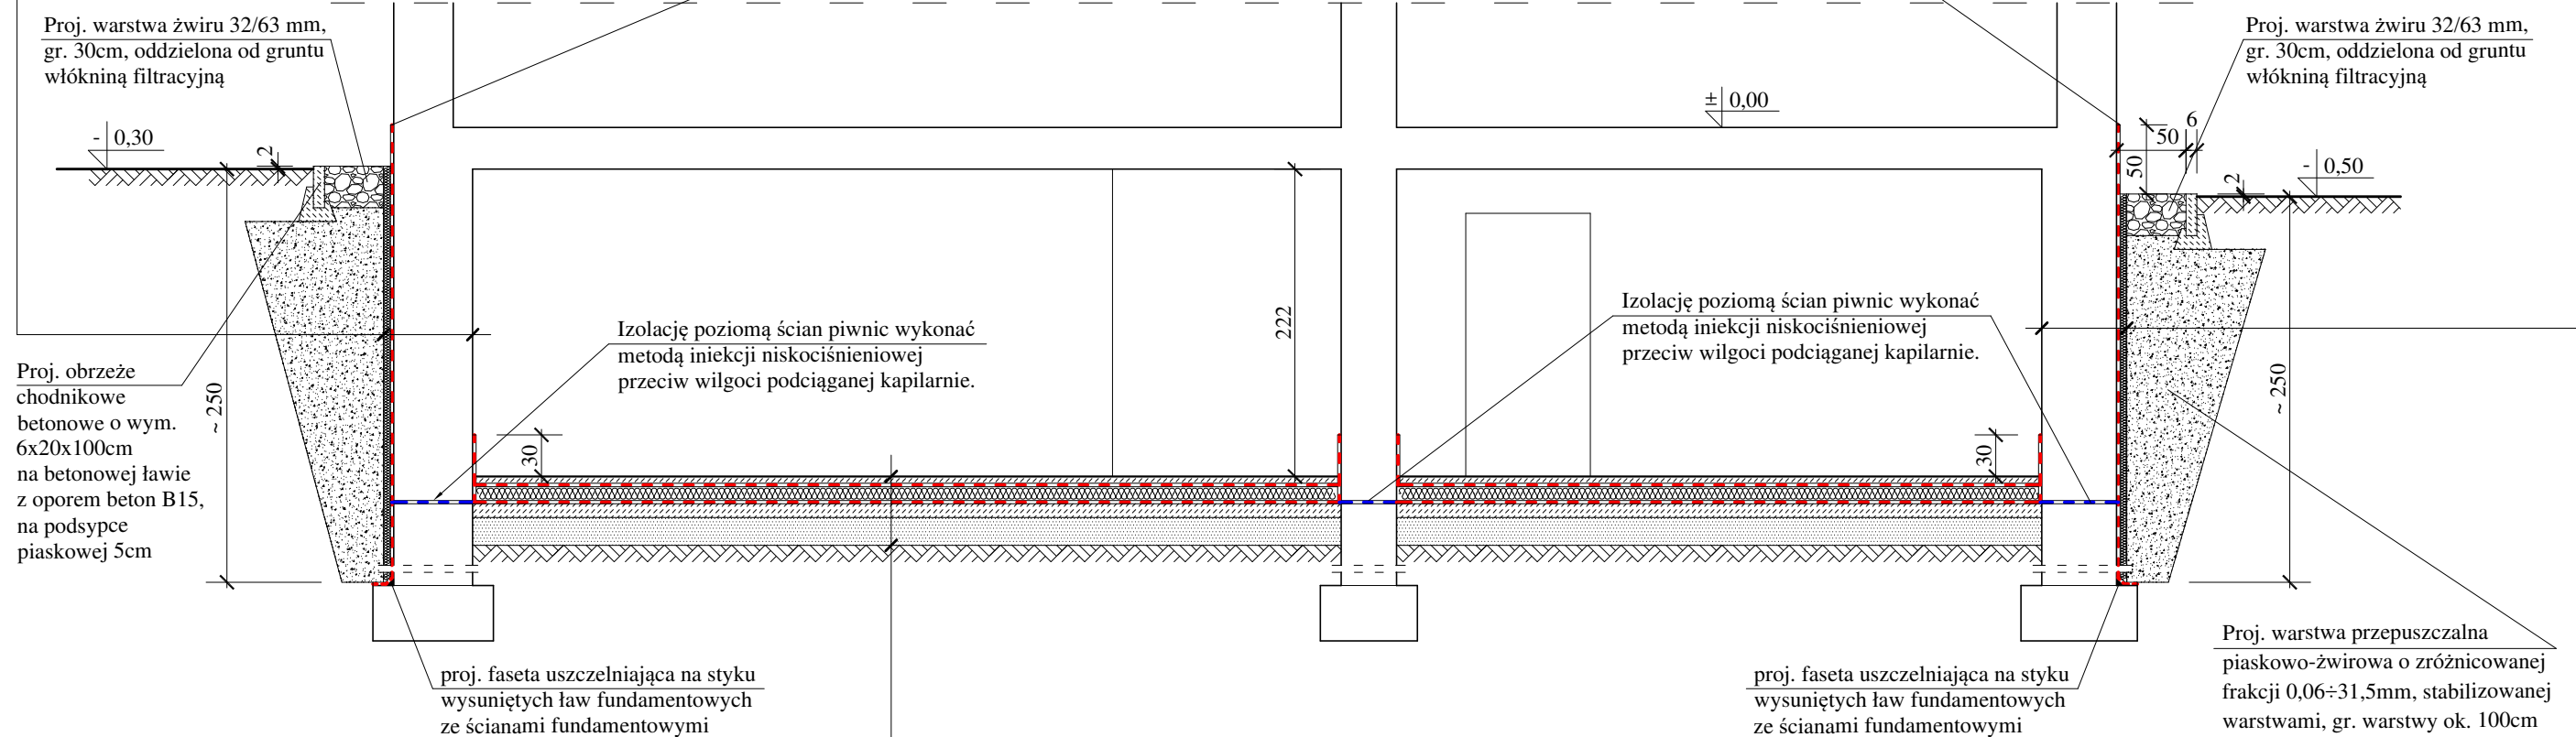 Proj. warstwa żwiru 32/63 mm,
gr. 30cm, oddzielona od gruntu
włókniną filtracyjną
- 0,30
2
± 0,00
Proj. warstwa żwiru 32/63 mm,
gr. 30cm, oddzielona od gruntu
włókniną filtracyjną
6
50
50
2
- 0,50
222
Izolację poziomą ścian piwnic wykonać
metodą iniekcji niskociśnieniowej
przeciw wilgoci podciąganej kapilarnie.
Izolację poziomą ścian piwnic wykonać
metodą iniekcji niskociśnieniowej
przeciw wilgoci podciąganej kapilarnie.
Proj. obrzeże
chodnikowe
betonowe o wym.
6x20x100cm
na betonowej ławie
z oporem beton B15,
na podsypce
piaskowej 5cm
~ 250
30
30
~ 250
proj. faseta uszczelniająca na styku
wysuniętych ław fundamentowych
ze ścianami fundamentowymi
proj. faseta uszczelniająca na styku
wysuniętych ław fundamentowych
ze ścianami fundamentowymi
Proj. warstwa przepuszczalna
piaskowo-żwirowa o zróżnicowanej
frakcji 0,06÷31,5mm, stabilizowanej
warstwami, gr. warstwy ok. 100cm